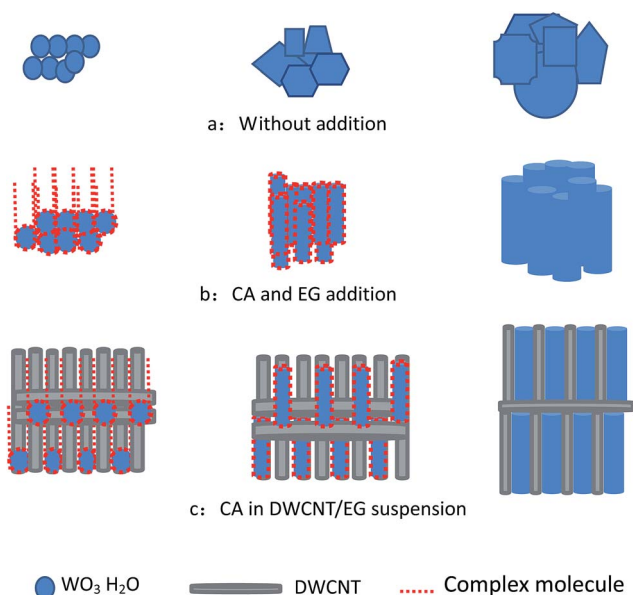 a： Without addition
b： CA and EG addition
c： CA in DWCNT/EG suspension
WO₃ H₂O DWCNT Complex molecule